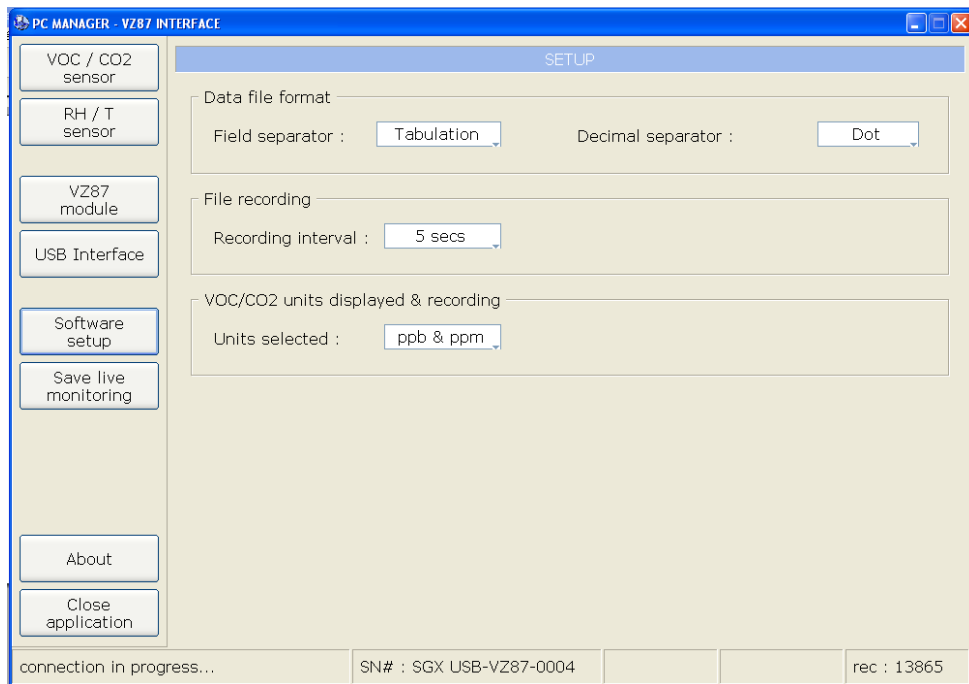 PC MANAGER - VZ87 INTERFACE
VOC / CO2
sensor
RH / T
sensor
VZ87
module
USB Interface
Software
setup
Save live
monitoring
About
Close
application
SETUP
Data file format
Field separator : Tabulation Decimal separator : Dot
File recording
Recording interval : 5 secs
VOC/CO2 units displayed & recording
Units selected : ppb & ppm
connection in progress... SN# : SGX USB-VZ87-0004 rec : 13865